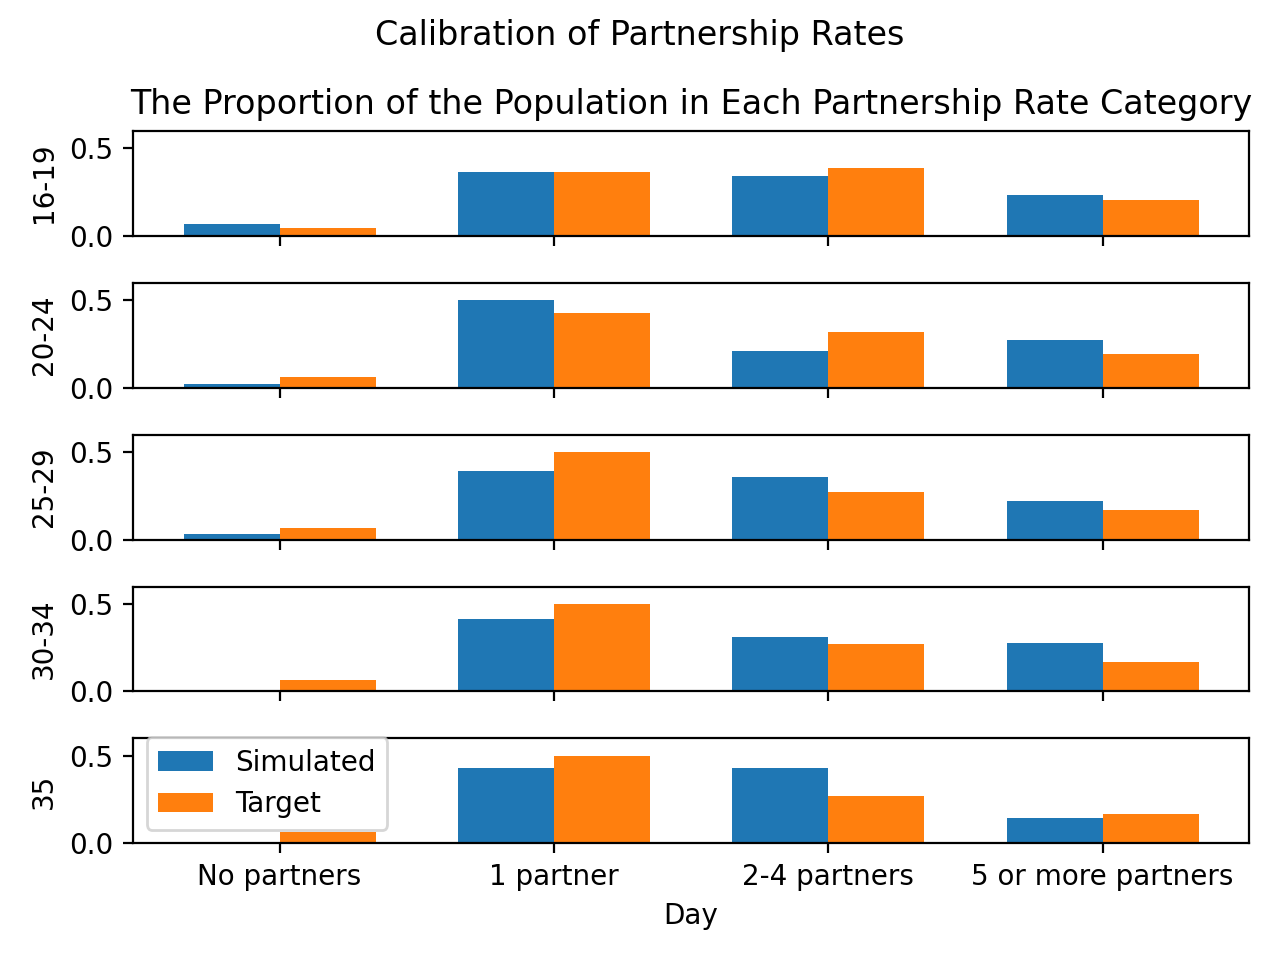 Calibration of Partnership Rates
The Proportion of the Population in Each Partnership Rate Category
0.5
0.0
16-19
0.5
0.0
20-24
0.5
0.0
25-29
0.5
0.0
30-34
0.5
0.0
35
Simulated
Target
No partners
1 partner
2-4 partners
5 or more partners
Day